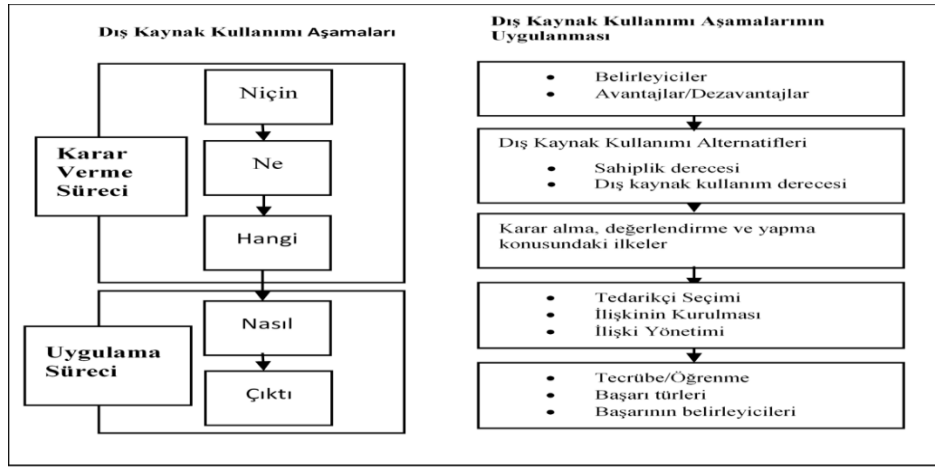 Dış Kaynak Kullanımı Aşamaları
Karar
Verme
Süreci
Niçin
Ne
Hangi
Uygulama
Süreci
Nasıl
Çıktı
Dış Kaynak Kullanımı Aşamalarının
Uygulanması
• Belirleyiciler
• Avantajlar/Dezavantajlar
Dış Kaynak Kullanımı Alternatifleri
• Sahiplik derecesi
• Dış kaynak kullanım derecesi
Karar alma, değerlendirme ve yapma
konusundaki ilkeler
• Tedarikçi Seçimi
• İlişkinin Kurulması
• İlişki Yönetimi
• Tecrübe/Öğrenme
• Başarı türleri
• Başarının belirleyicileri